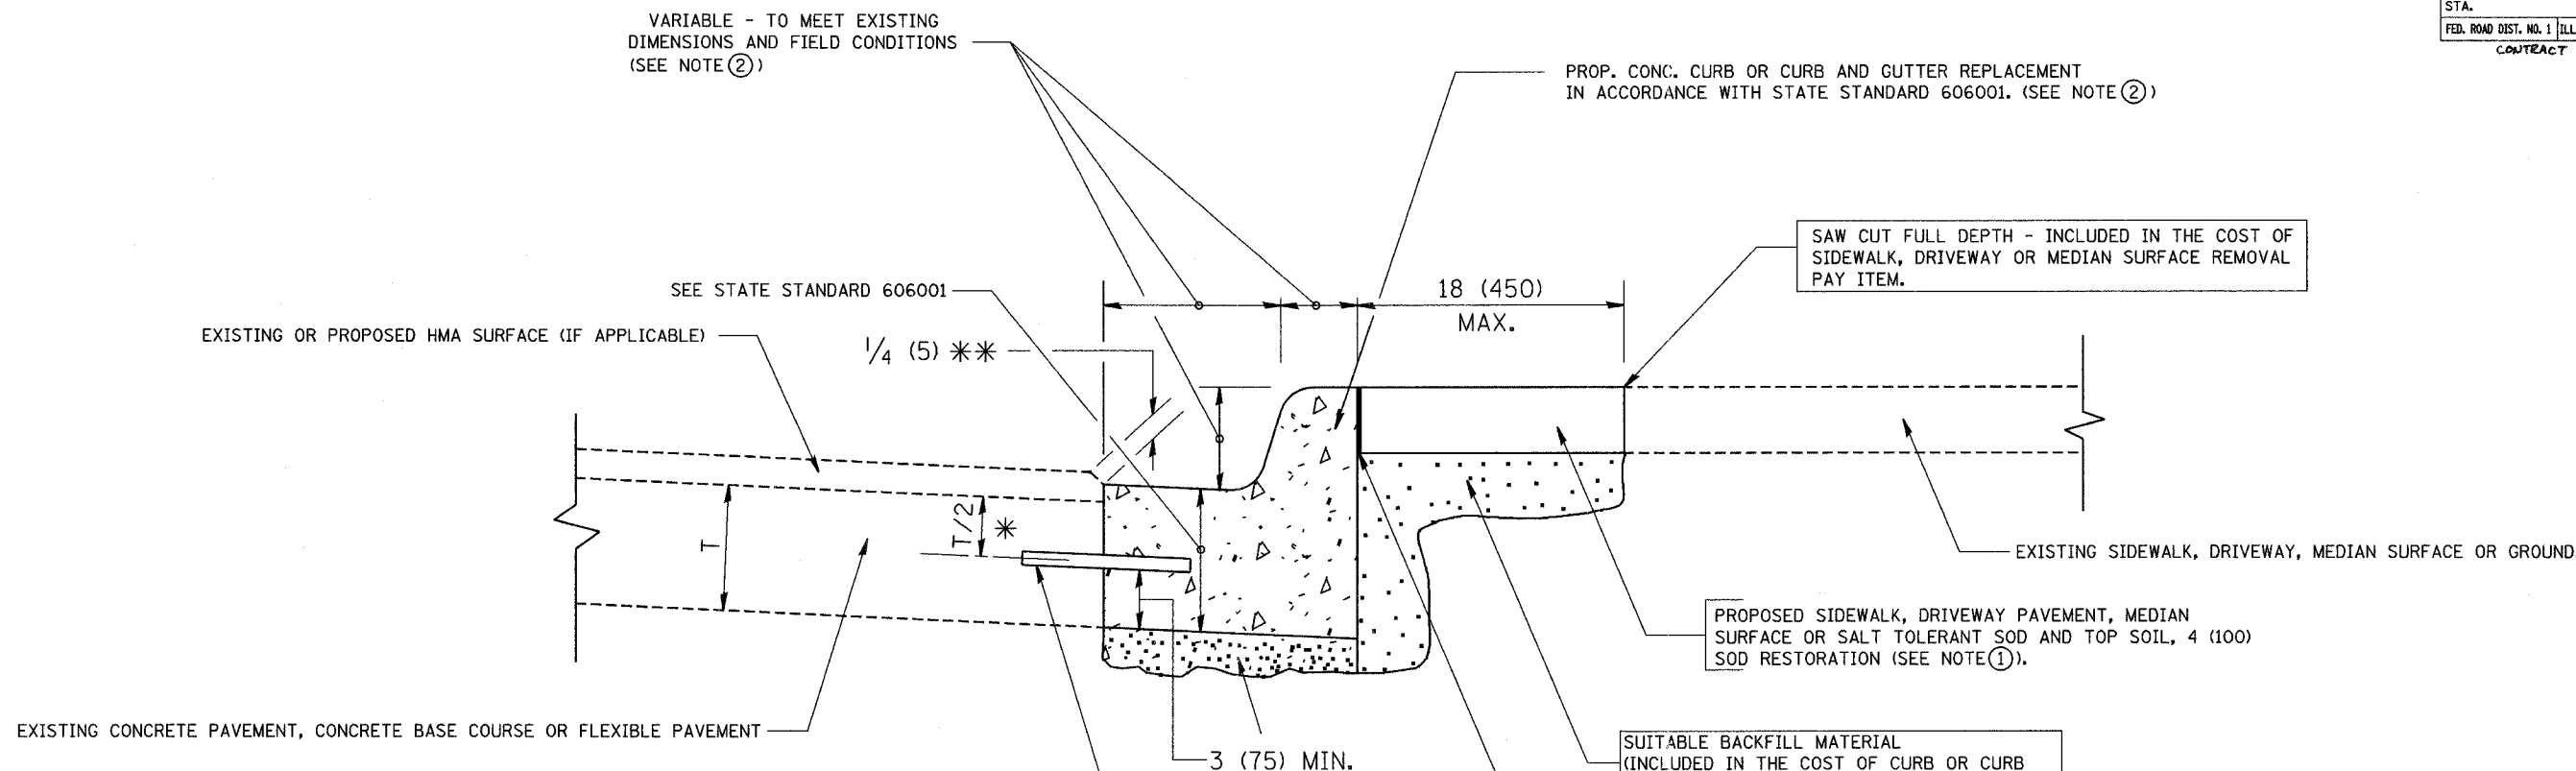 STA.
FED. ROAD DIST. NO. 1 ILL
CONTRACT
VARIABLE - TO MEET EXISTING
DIMENSIONS AND FIELD CONDITIONS
(SEE NOTE ②)
PROP. CONC. CURB OR CURB AND GUTTER REPLACEMENT
IN ACCORDANCE WITH STATE STANDARD 606001. (SEE NOTE ②)
SAW CUT FULL DEPTH - INCLUDED IN THE COST OF
SIDEWALK, DRIVEWAY OR MEDIAN SURFACE REMOVAL
PAY ITEM.
SEE STATE STANDARD 606001
18 (450)
MAX.
EXISTING OR PROPOSED HMA SURFACE (IF APPLICABLE)
1/4 (5) **
T
T/2
*
EXISTING SIDEWALK, DRIVEWAY, MEDIAN SURFACE OR GROUND
PROPOSED SIDEWALK, DRIVEWAY PAVEMENT, MEDIAN
SURFACE OR SALT TOLERANT SOD AND TOP SOIL, 4 (100)
SOD RESTORATION (SEE NOTE ①).
EXISTING CONCRETE PAVEMENT, CONCRETE BASE COURSE OR FLEXIBLE PAVEMENT
3 (75) MIN.
SUITABLE BACKFILL MATERIAL
(INCLUDED IN THE COST OF CURB OR CURB